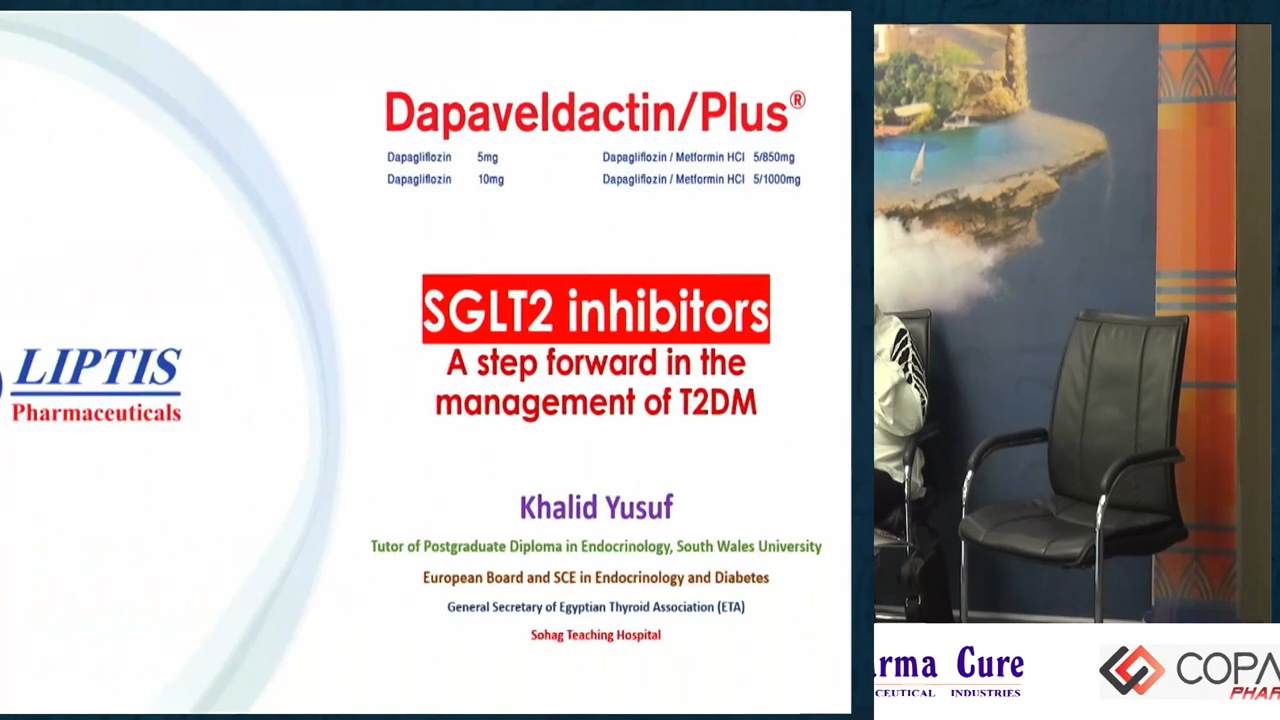 Dapaveldactin/Plus®
Dapagliflozin 5mg Dapagliflozin / Metformin HCl 5/850mg
Dapagliflozin 10mg Dapagliflozin / Metformin HCl 5/1000mg
SGLT2 inhibitors
A step forward in the
management of T2DM
LIPTIS
Pharmaceuticals
Khalid Yusuf
Tutor of Postgraduate Diploma in Endocrinology, South Wales University
European Board and SCE in Endocrinology and Diabetes
General Secretary of Egyptian Thyroid Association (ETA)
Sohag Teaching Hospital
arma Cure
CEUTICAL INDUSTRIES
COPA
PHAR